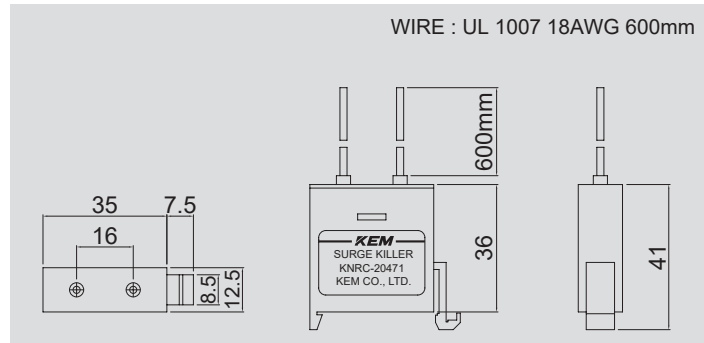 WIRE : UL 1007 18AWG 600mm
600mm
35
7.5
16
8.5
12.5
KEM
SURGE KILLER
KNRC-20471
KEM CO., LTD.
36
41